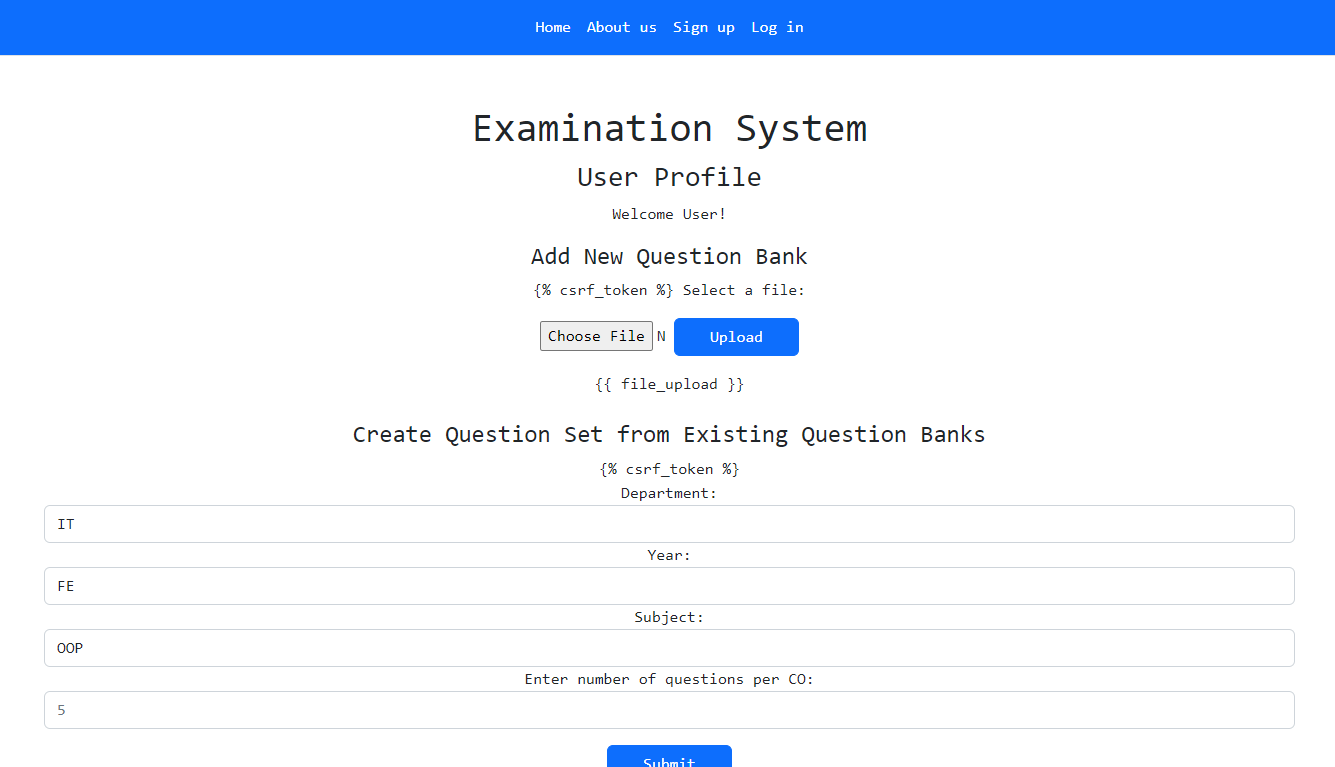 Home About us Sign up Log in
Examination System
User Profile
Welcome User!
Add New Question Bank
{% csrf_token %} Select a file:
Choose File N Upload
{{ file_upload }}
Create Question Set from Existing Question Banks
{% csrf_token %}
Department:
IT
Year:
FE
Subject:
OOP
Enter number of questions per CO:
5
Submit